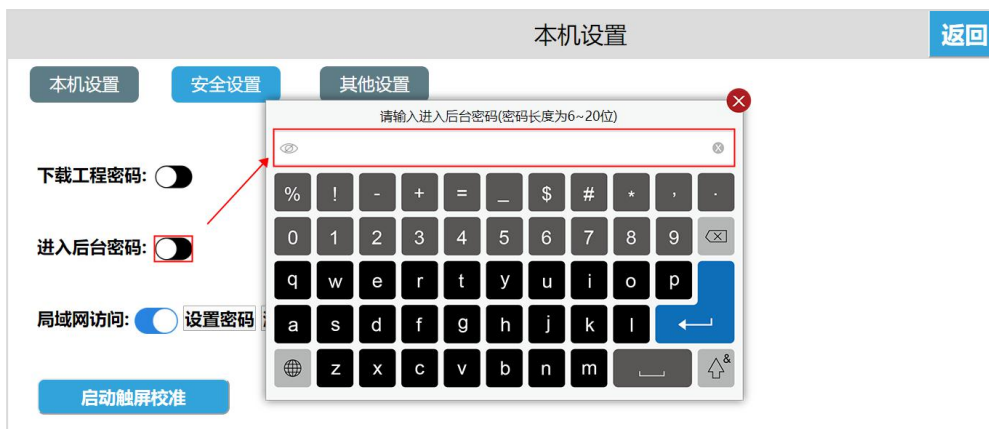 本机设置
返回
本机设置 安全设置 其他设置
请输入进入后台密码(密码长度为6~20位)
下载工程密码:
% ! - + = _ $ # * , .
进入后台密码:
0 1 2 3 4 5 6 7 8 9
q w e r t y u i o p
局域网访问: 设置密码
a s d f g h j k l
z x c v b n m &
启动触屏校准